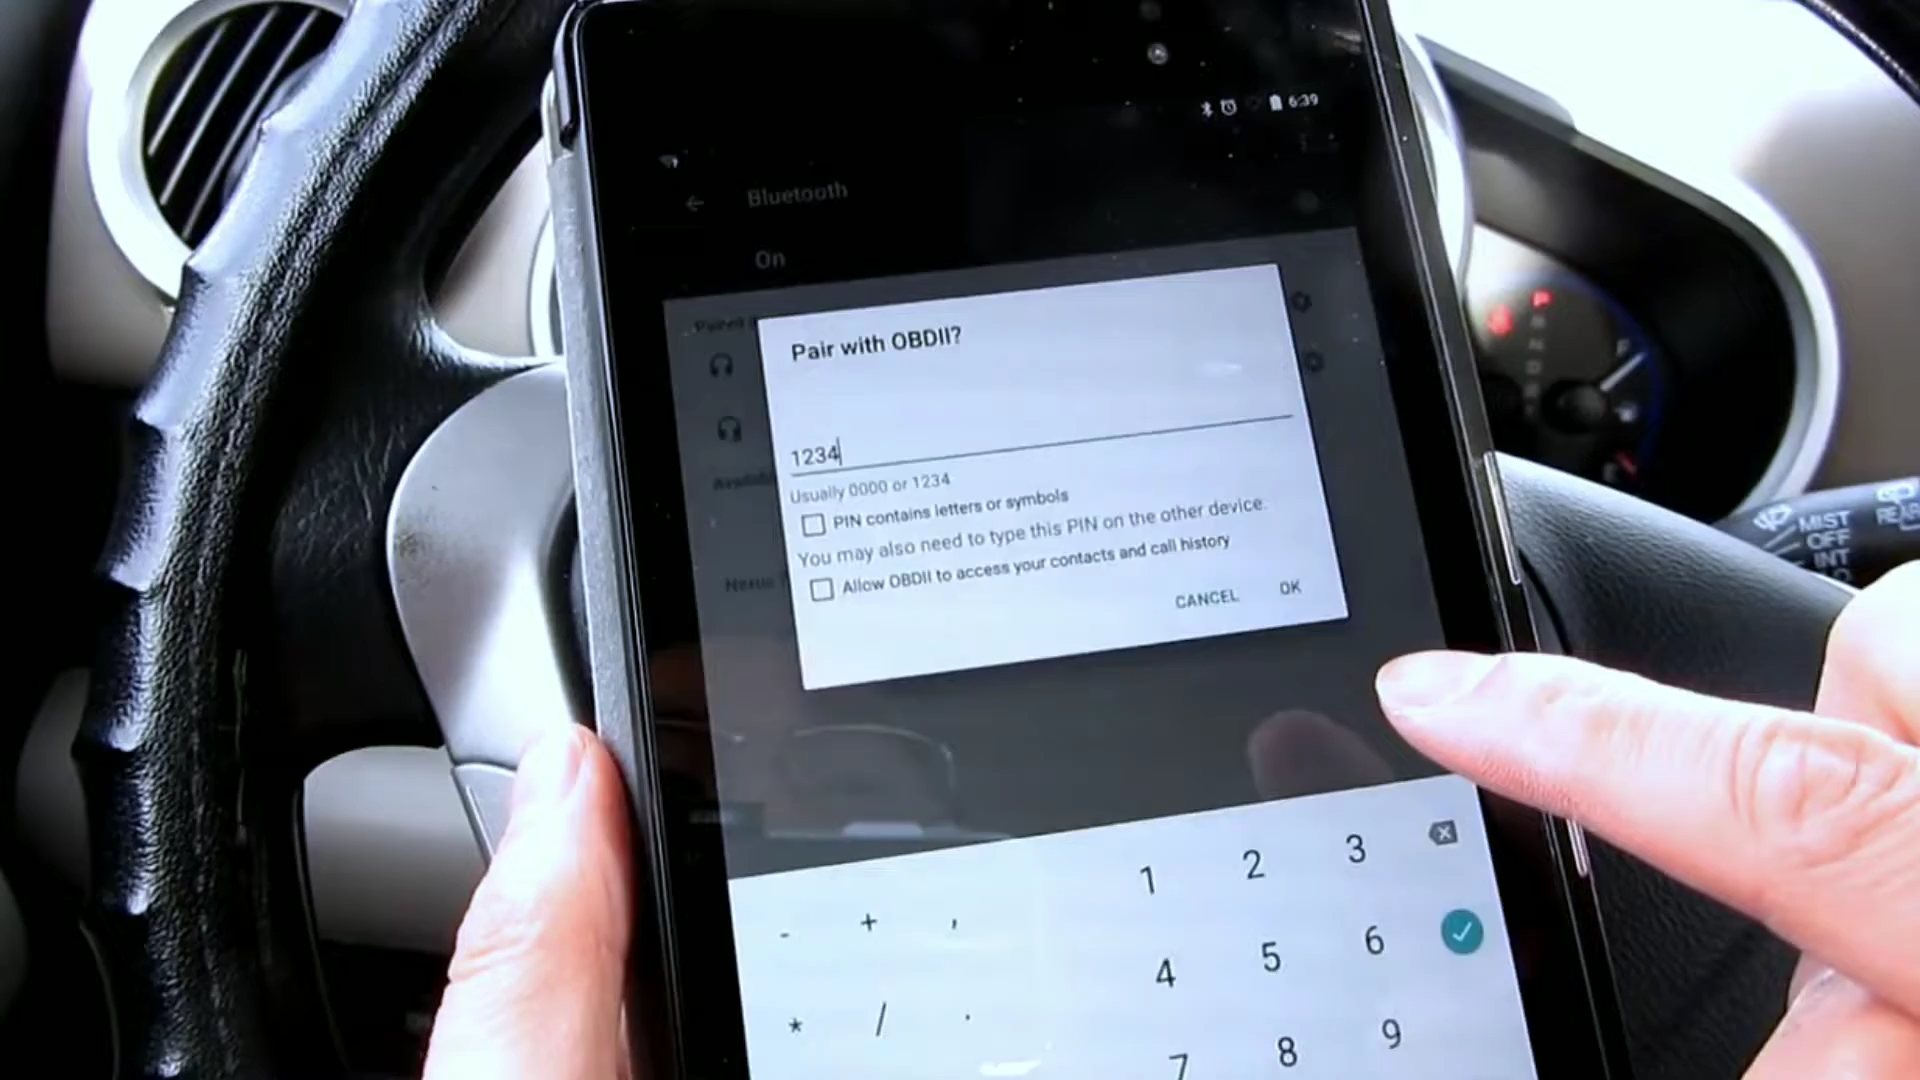 6:39
Bluetooth
On
Pair with OBDII?
1234
Usually 0000 or 1234
PIN contains letters or symbols
You may also need to type this PIN on the other device.
Allow OBDII to access your contacts and call history
CANCEL OK
- + , 1 2 3
4 5 6
* / . 7 8 9
P
N
D
F
MIST
OFF
INT
REAR